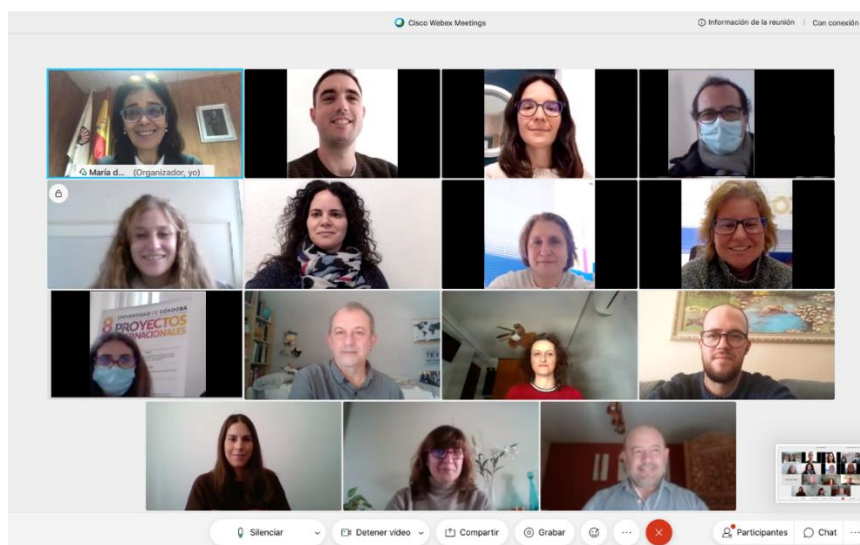 Cisco Webex Meetings
Información de la reunión
Con conexión
María d... (Organizador, yo)
UNIVERSIDAD DE CÓRDOBA
8 PROYECTOS
Silenciar
Detener vídeo
Compartir
Grabar
Participantes
Chat